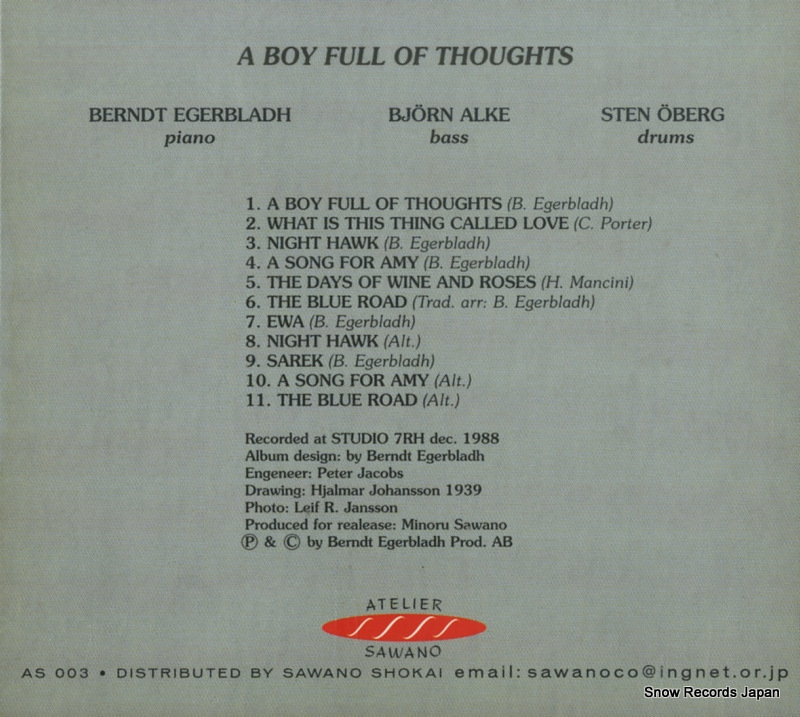 A BOY FULL OF THOUGHTS
BERNDT EGERBLADH BJÖRN ALKE STEN ÖBERG
piano bass drums
1. A BOY FULL OF THOUGHTS (B. Egerbladh)
2. WHAT IS THIS THING CALLED LOVE (C. Porter)
3. NIGHT HAWK (B. Egerbladh)
4. A SONG FOR AMY (B. Egerbladh)
5. THE DAYS OF WINE AND ROSES (H. Mancini)
6. THE BLUE ROAD (Trad. arr: B. Egerbladh)
7. EWA (B. Egerbladh)
8. NIGHT HAWK (Alt.)
9. SAREK (B. Egerbladh)
10. A SONG FOR AMY (Alt.)
11. THE BLUE ROAD (Alt.)
Recorded at STUDIO 7RH dec. 1988
Album design: by Berndt Egerbladh
Engeneer: Peter Jacobs
Drawing: Hjalmar Johansson 1939
Photo: Leif R. Jansson
Produced for realease: Minoru Sawano
Ⓟ & © by Berndt Egerbladh Prod. AB
ATELIER
SAWANO
AS 003 • DISTRIBUTED BY SAWANO SHOKAI email: sawanoco@ingnet.or.jp
Snow Records Japan